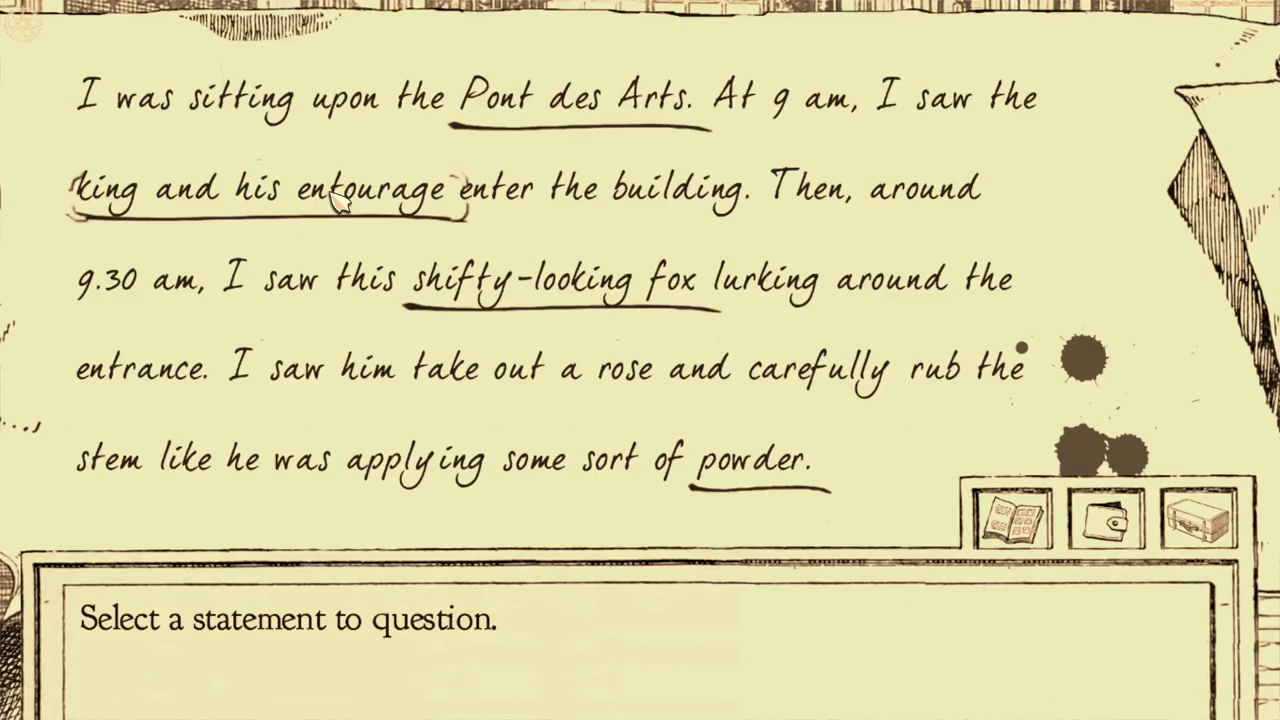 I was sitting upon the Pont des Arts. At 9 am, I saw the
king and his entourage enter the building. Then, around
9.30 am, I saw this shifty-looking fox lurking around the
entrance. I saw him take out a rose and carefully rub the
stem like he was applying some sort of powder.
Select a statement to question.